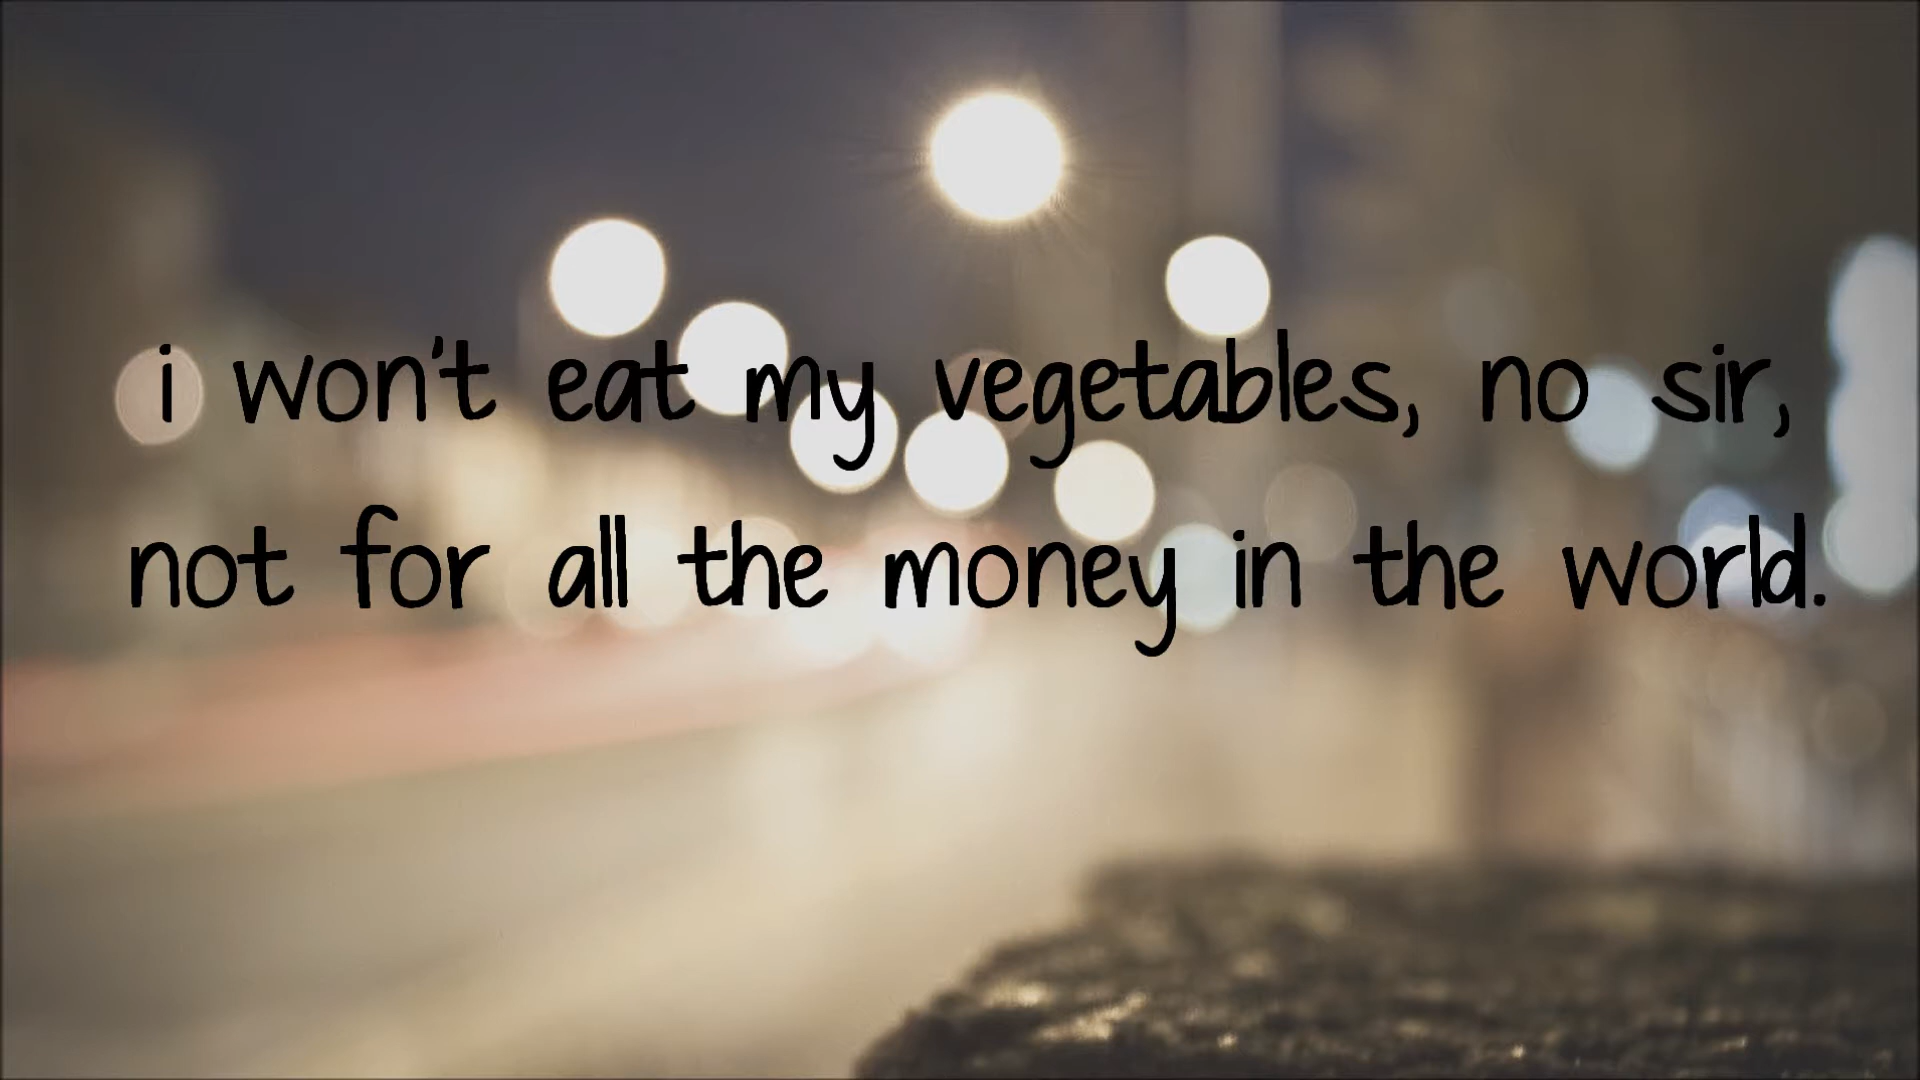 i won't eat my vegetables, no sir,
not for all the money in the world.